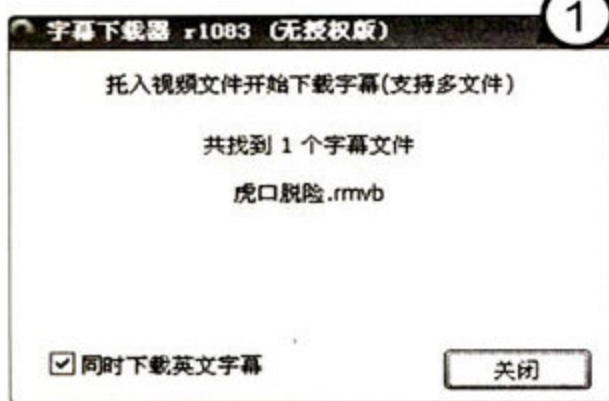 1
字幕下载器 r1083 (无授权版)
托入视频文件开始下载字幕(支持多文件)
共找到 1 个字幕文件
虎口脱险.rmvb
同时下载英文字幕
关闭